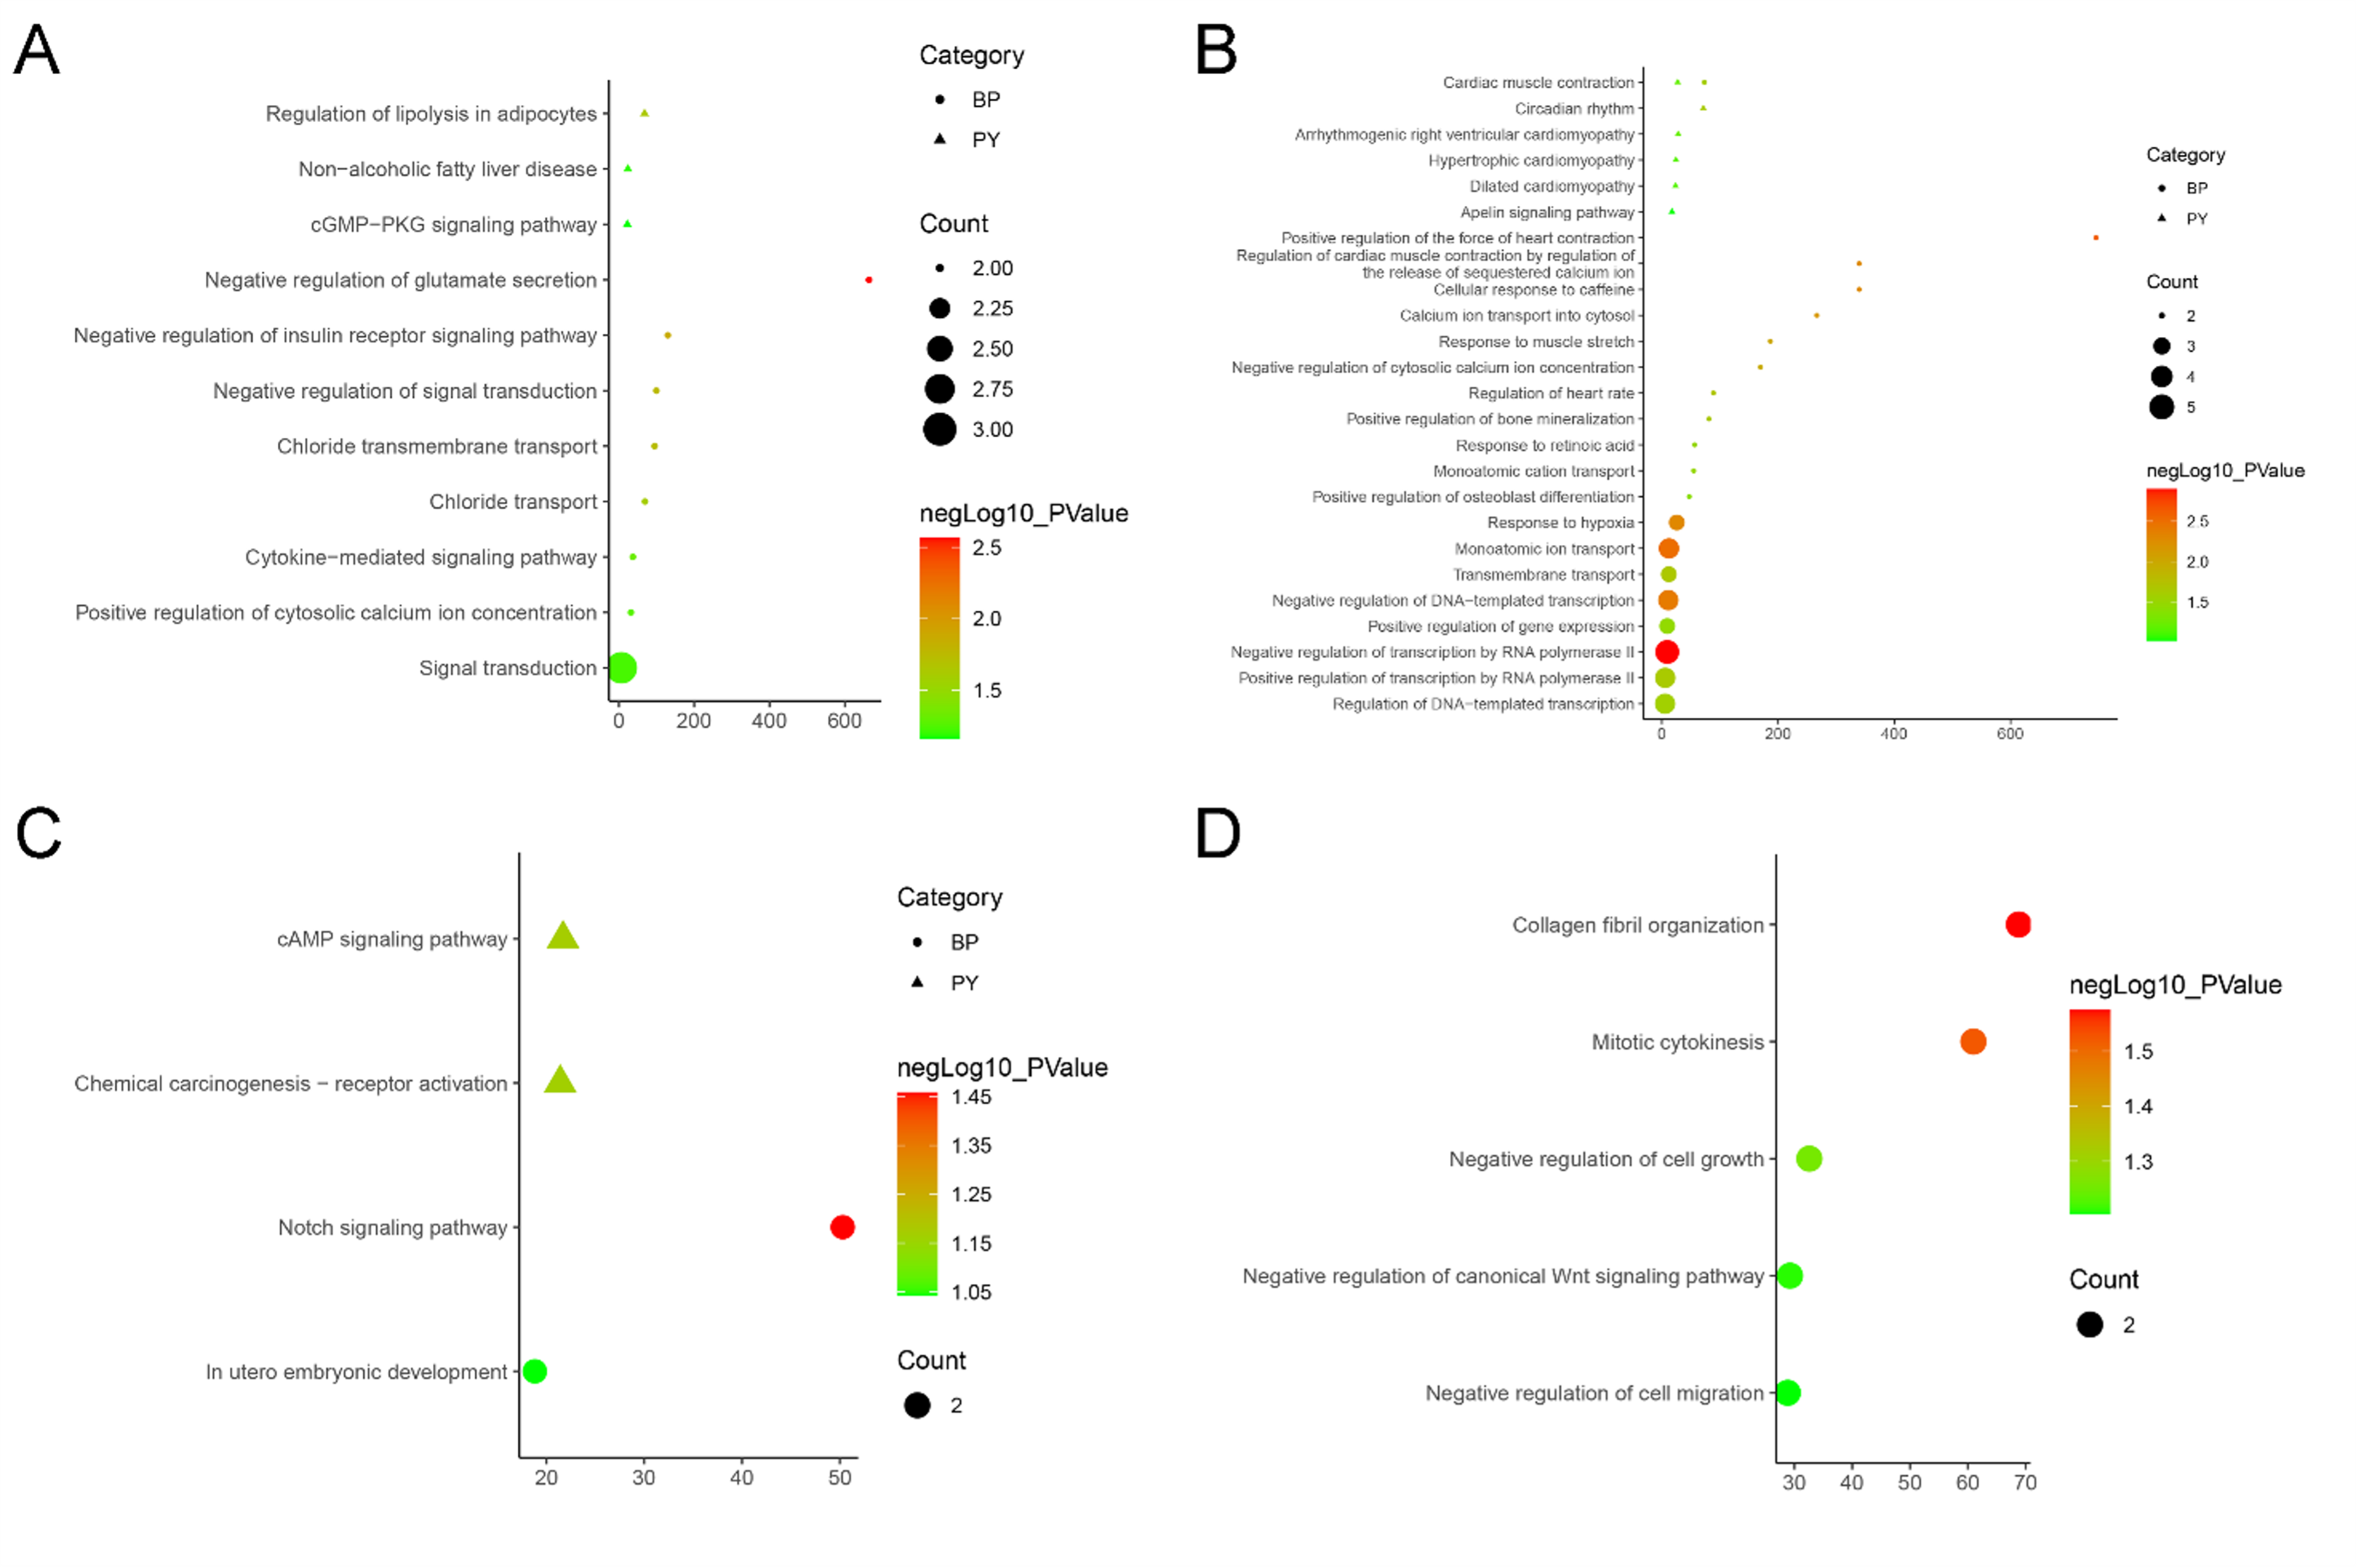 A
Regulation of lipolysis in adipocytes
Non−alcoholic fatty liver disease
cGMP−PKG signaling pathway
Negative regulation of glutamate secretion
Negative regulation of insulin receptor signaling pathway
Negative regulation of signal transduction
Chloride transmembrane transport
Chloride transport
Cytokine−mediated signaling pathway
Positive regulation of cytosolic calcium ion concentration
Signal transduction
0 200 400 600
Category
BP
PY
Count
2.00
2.25
2.50
2.75
3.00
negLog10_PValue
2.5
2.0
1.5
B
Cardiac muscle contraction
Circadian rhythm
Arrhythmogenic right ventricular cardiomyopathy
Hypertrophic cardiomyopathy
Dilated cardiomyopathy
Apelin signaling pathway
Positive regulation of the force of heart contraction
Regulation of cardiac muscle contraction by regulation of
the release of sequestered calcium ion
Cellular response to caffeine
Calcium ion transport into cytosol
Response to muscle stretch
Negative regulation of cytosolic calcium ion concentration
Regulation of heart rate
Positive regulation of bone mineralization
Response to retinoic acid
Monoatomic cation transport
Positive regulation of osteoblast differentiation
Response to hypoxia
Monoatomic ion transport
Transmembrane transport
Negative regulation of DNA−templated transcription
Positive regulation of gene expression
Negative regulation of transcription by RNA polymerase II
Positive regulation of transcription by RNA polymerase II
Regulation of DNA−templated transcription
0 200 400 600
Category
BP
PY
Count
2
3
4
5
negLog10_PValue
2.5
2.0
1.5
C
cAMP signaling pathway
Chemical carcinogenesis − receptor activation
Notch signaling pathway
In utero embryonic development
20 30 40 50
Category
BP
PY
negLog10_PValue
1.45
1.35
1.25
1.15
1.05
Count
2
D
Collagen fibril organization
Mitotic cytokinesis
Negative regulation of cell growth
Negative regulation of canonical Wnt signaling pathway
Negative regulation of cell migration
30 40 50 60 70
negLog10_PValue
1.5
1.4
1.3
Count
2